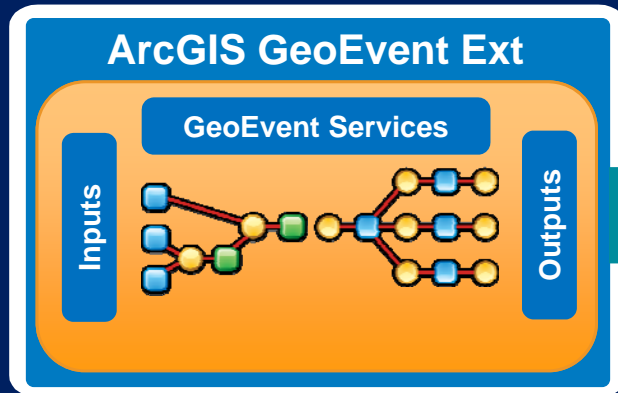 ArcGIS GeoEvent Ext
GeoEvent Services
Inputs
Outputs